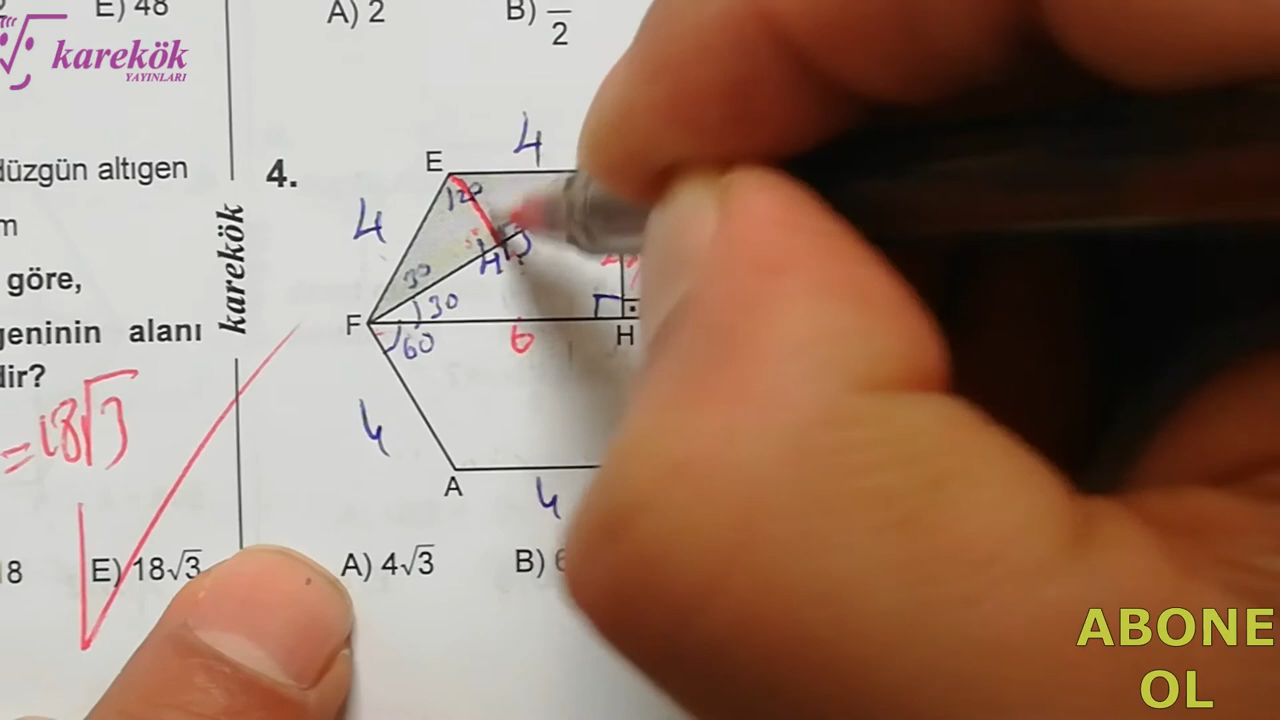 E) 48
A) 2
B) —
2
karekök
YAYINLARI
düzgün altıgen
m
göre,
geninin alanı
dir?
= 18√3
18
E) 18√3
karekök
4.
E
4
120
4
30
30
F
60
6
H
4
A
4
A) 4√3
B) 6
ABONE
OL